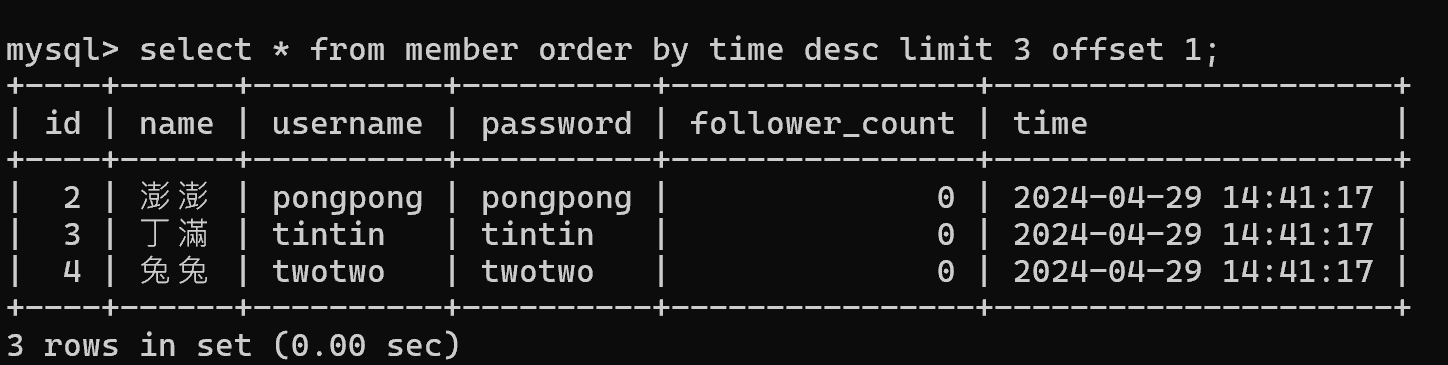 mysql> select * from member order by time desc limit 3 offset 1;
+----+------+----------+----------+----------------+---------------------+
| id | name | username | password | follower_count | time                |
+----+------+----------+----------+----------------+---------------------+
|  2 | 澎澎 | pongpong | pongpong |              0 | 2024-04-29 14:41:17 |
|  3 | 丁滿 | tintin   | tintin   |              0 | 2024-04-29 14:41:17 |
|  4 | 兔兔 | twotwo   | twotwo   |              0 | 2024-04-29 14:41:17 |
+----+------+----------+----------+----------------+---------------------+
3 rows in set (0.00 sec)